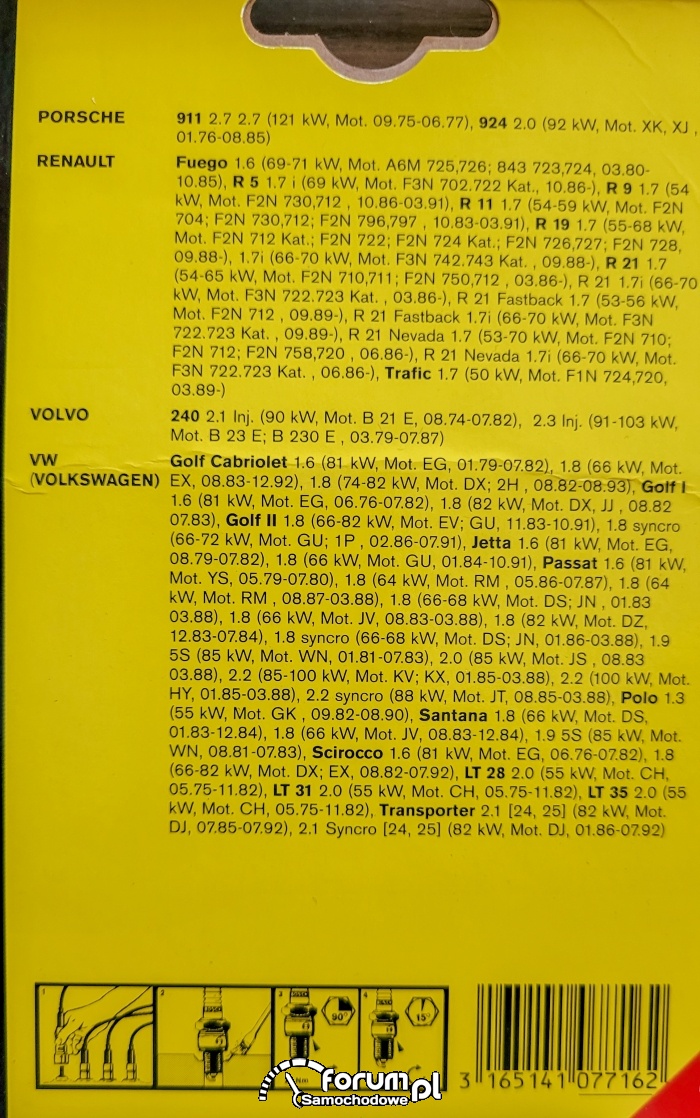 PORSCHE 911 2.7 2.7 (121 kW, Mot. 09.75-06.77), 924 2.0 (92 kW, Mot. XK, XJ ,
01.76-08.85)
RENAULT Fuego 1.6 (69-71 kW, Mot. A6M 725,726; 843 723,724, 03.80-
10.85), R 5 1.7 i (69 kW, Mot. F3N 702.722 Kat., 10.86-), R 9 1.7 (54
kW, Mot. F2N 730,712 , 10.86-03.91), R 11 1.7 (54-59 kW, Mot. F2N
704; F2N 730,712; F2N 796,797 , 10.83-03.91), R 19 1.7 (55-68 kW,
Mot. F2N 712 Kat.; F2N 722; F2N 724 Kat.; F2N 726,727; F2N 728,
09.88-), 1.7i (66-70 kW, Mot. F3N 742.743 Kat. , 09.88-), R 21 1.7
(54-65 kW, Mot. F2N 710,711; F2N 750,712 , 03.86-), R 21 1.7i (66-70
kW, Mot. F3N 722.723 Kat. , 03.86-), R 21 Fastback 1.7 (53-56 kW,
Mot. F2N 712 , 09.89-), R 21 Fastback 1.7i (66-70 kW, Mot. F3N
722.723 Kat. , 09.89-), R 21 Nevada 1.7 (53-70 kW, Mot. F2N 710;
F2N 712; F2N 758,720 , 06.86-), R 21 Nevada 1.7i (66-70 kW, Mot.
F3N 722.723 Kat. , 06.86-), Trafic 1.7 (50 kW, Mot. F1N 724,720,
03.89-)
VOLVO 240 2.1 Inj. (90 kW, Mot. B 21 E, 08.74-07.82), 2.3 Inj. (91-103 kW,
Mot. B 23 E; B 230 E , 03.79-07.87)
VW Golf Cabriolet 1.6 (81 kW, Mot. EG, 01.79-07.82), 1.8 (66 kW, Mot.
(VOLKSWAGEN) EX, 08.83-12.92), 1.8 (74-82 kW, Mot. DX; 2H , 08.82-08.93), Golf I
1.6 (81 kW, Mot. EG, 06.76-07.82), 1.8 (82 kW, Mot. DX, JJ , 08.82
07.83), Golf II 1.8 (66-82 kW, Mot. EV; GU, 11.83-10.91), 1.8 syncro
(66-72 kW, Mot. GU; 1P , 02.86-07.91), Jetta 1.6 (81 kW, Mot. EG,
08.79-07.82), 1.8 (66 kW, Mot. GU, 01.84-10.91), Passat 1.6 (81 kW,
Mot. YS, 05.79-07.80), 1.8 (64 kW, Mot. RM , 05.86-07.87), 1.8 (64
kW, Mot. RM , 08.87-03.88), 1.8 (66-68 kW, Mot. DS; JN , 01.83
03.88), 1.8 (66 kW, Mot. JV, 08.83-03.88), 1.8 (82 kW, Mot. DZ,
12.83-07.84), 1.8 syncro (66-68 kW, Mot. DS; JN, 01.86-03.88), 1.9
5S (85 kW, Mot. WN, 01.81-07.83), 2.0 (85 kW, Mot. JS , 08.83
03.88), 2.2 (85-100 kW, Mot. KV; KX, 01.85-03.88), 2.2 (100 kW, Mot.
HY, 01.85-03.88), 2.2 syncro (88 kW, Mot. JT, 08.85-03.88), Polo 1.3
(55 kW, Mot. GK , 09.82-08.90), Santana 1.8 (66 kW, Mot. DS,
01.83-12.84), 1.8 (66 kW, Mot. JV, 08.83-12.84), 1.9 5S (85 kW, Mot.
WN, 08.81-07.83), Scirocco 1.6 (81 kW, Mot. EG, 06.76-07.82), 1.8
(66-82 kW, Mot. DX; EX, 08.82-07.92), LT 28 2.0 (55 kW, Mot. CH,
05.75-11.82), LT 31 2.0 (55 kW, Mot. CH, 05.75-11.82), LT 35 2.0 (55
kW, Mot. CH, 05.75-11.82), Transporter 2.1 [24, 25] (82 kW, Mot.
DJ, 07.85-07.92), 2.1 Syncro [24, 25] (82 kW, Mot. DJ, 01.86-07.92)
1 2 3 4
90° 15°
forum.pl
Samochodowe
3 165141 077162